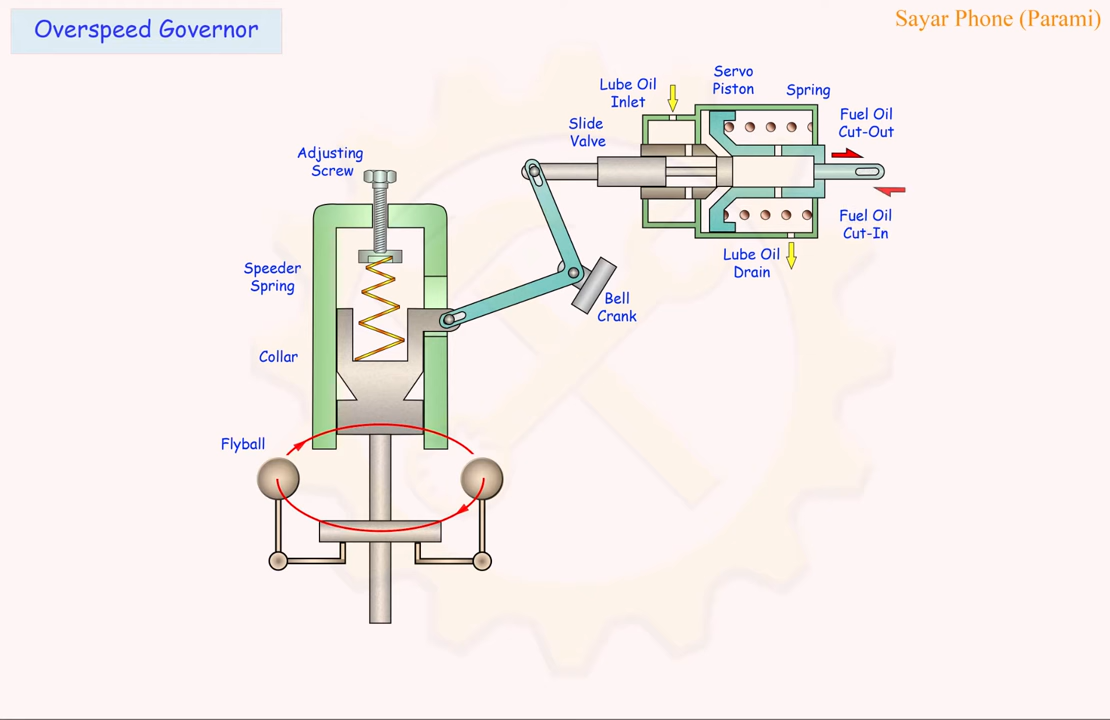 Overspeed Governor
Sayar Phone (Parami)
Lube Oil
Inlet
Servo
Piston
Spring
Fuel Oil
Cut-Out
Slide
Valve
Adjusting
Screw
Fuel Oil
Cut-In
Lube Oil
Drain
Speeder
Spring
Bell
Crank
Collar
Flyball